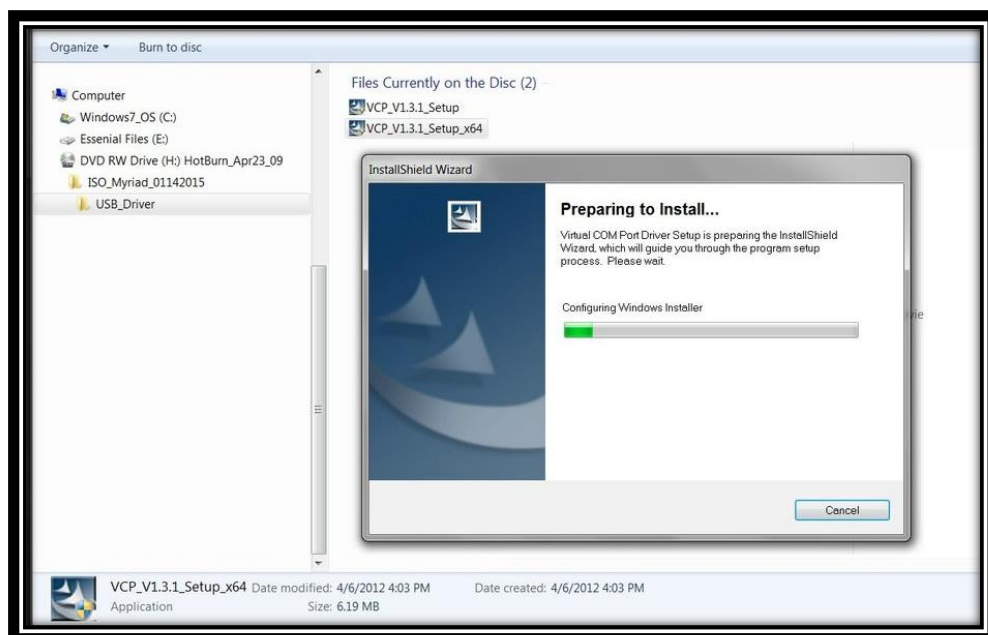 Organize
Burn to disc
Computer
Windows7_OS (C:)
Essenial Files (E:)
DVD RW Drive (H:) HotBurn_Apr23_09
ISO_Myriad_01142015
USB_Driver
Files Currently on the Disc (2)
VCP_V1.3.1_Setup
VCP_V1.3.1_Setup_x64
InstallShield Wizard
Preparing to Install...
Virtual COM Port Driver Setup is preparing the InstallShield
Wizard, which will guide you through the program setup
process. Please wait.
Configuring Windows Installer
Cancel
VCP_V1.3.1_Setup_x64 Date modified: 4/6/2012 4:03 PM Date created: 4/6/2012 4:03 PM
Application Size: 6.19 MB